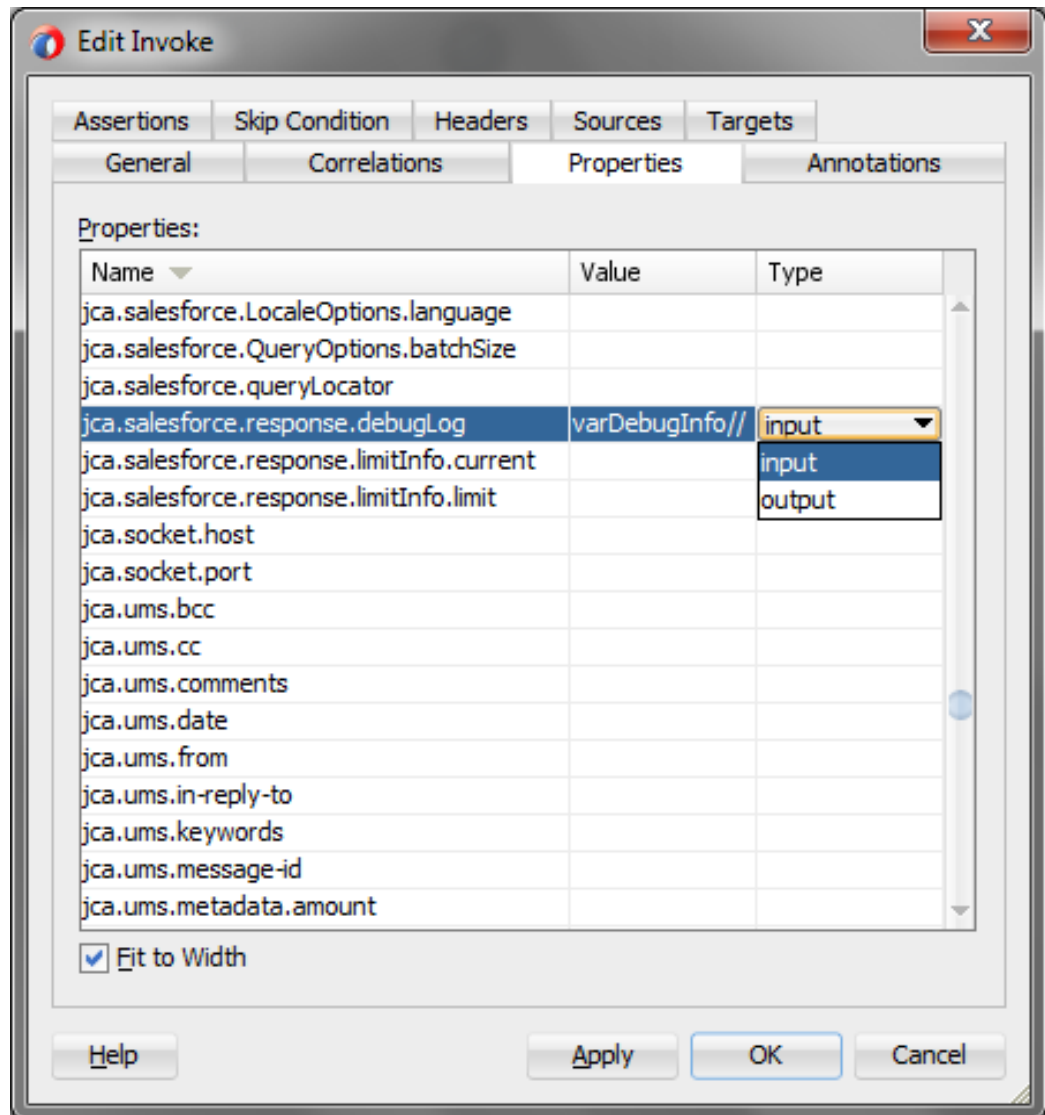 Edit Invoke
X
Assertions Skip Condition Headers Sources Targets
General Correlations Properties Annotations
Properties:
Name Value Type
jca.salesforce.LocaleOptions.language
jca.salesforce.QueryOptions.batchSize
jca.salesforce.queryLocator
jca.salesforce.response.debugLog varDebugInfo// input
jca.salesforce.response.limitInfo.current input
jca.salesforce.response.limitInfo.limit output
jca.socket.host
jca.socket.port
jca.ums.bcc
jca.ums.cc
jca.ums.comments
jca.ums.date
jca.ums.from
jca.ums.in-reply-to
jca.ums.keywords
jca.ums.message-id
jca.ums.metadata.amount
Fit to Width
Help Apply OK Cancel